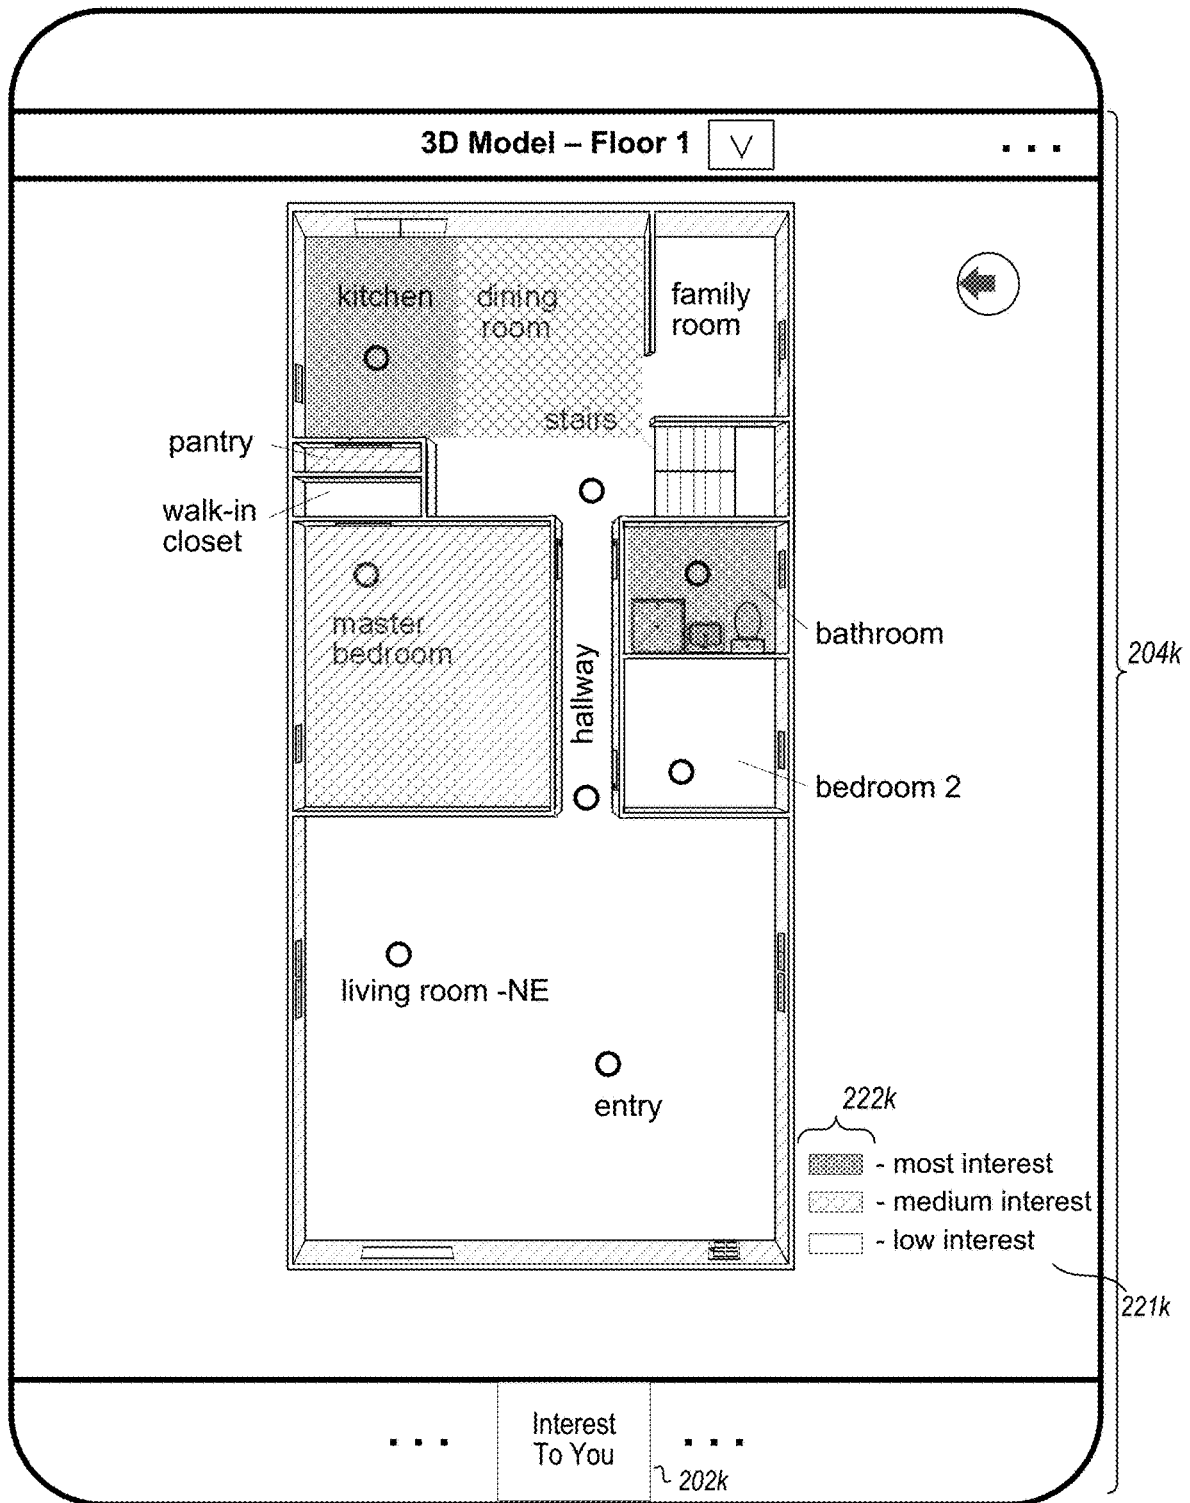 3D Model – Floor 1 V ...
kitchen
dining
room
family
room
stairs
pantry
walk-in
closet
master
bedroom
hallway
bathroom
204k
bedroom 2
living room -NE
entry
222k
- most interest
- medium interest
- low interest
221k
... Interest ...
To You
202k